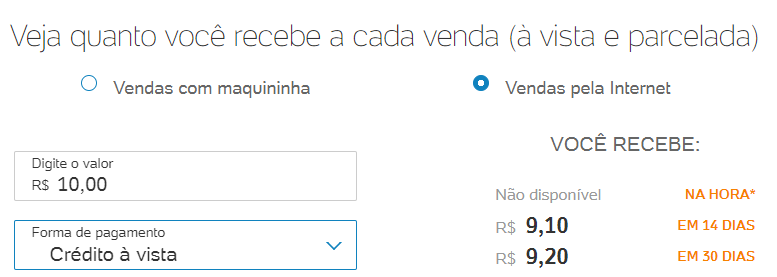 Veja quanto você recebe a cada venda (à vista e parcelada)
Vendas com maquininha
Vendas pela Internet
VOCÊ RECEBE:
Digite o valor
R$ 10,00
Não disponível NA HORA*
R$ 9,10 EM 14 DIAS
Forma de pagamento
Crédito à vista
R$ 9,20 EM 30 DIAS